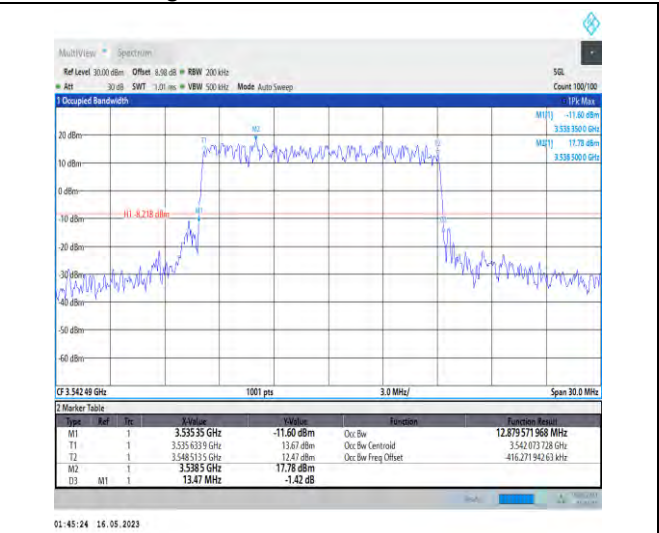 MultiView Spectrum
Ref Level 30.00 dBm Offset 8.98 dB RBW 200 kHz SGL
Att 30 dB SWT 1.01 ms VBW 500 kHz Mode Auto Sweep Count 100/100
1 Occupied Bandwidth 1Pk Max
M1[1] -11.60 dBm
3.535 350 0 GHz
M2[1] 17.78 dBm
3.538 500 0 GHz
M2
T1
T2
20 dBm
10 dBm
0 dBm
H1 -8.218 dBm M1
-10 dBm
-20 dBm
-30 dBm
-40 dBm
-50 dBm
-60 dBm
CF 3.542 49 GHz 1001 pts 3.0 MHz/ Span 30.0 MHz
2 Marker Table
Type Ref Trc X-Value Y-Value Function Function Result
M1 1 3.535 35 GHz -11.60 dBm Occ Bw 12.879 571 968 MHz
T1 1 3.535 633 9 GHz 13.67 dBm Occ Bw Centroid 3.542 073 728 GHz
T2 1 3.548 513 5 GHz 12.47 dBm Occ Bw Freq Offset -416.271 942 63 kHz
M2 1 3.538 5 GHz 17.78 dBm
D3 M1 1 13.47 MHz -1.42 dB
01:45:24 16.05.2023